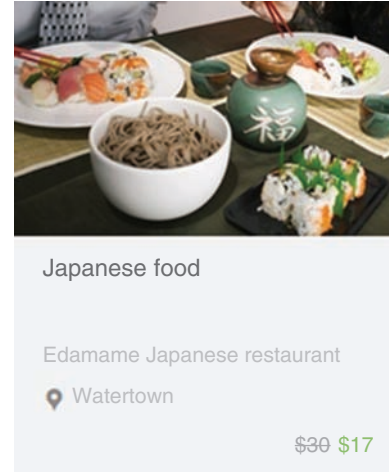 福
Japanese food
Edamame Japanese restaurant
Watertown
$30 $17